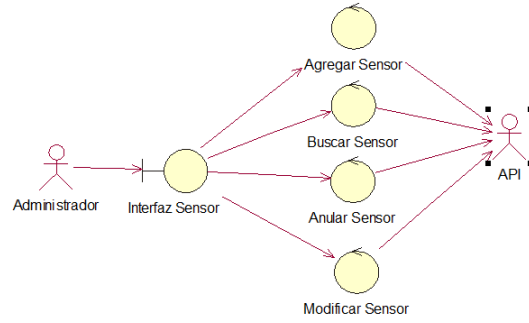 Agregar Sensor
Buscar Sensor
Administrador
Interfaz Sensor
Anular Sensor
API
Modificar Sensor